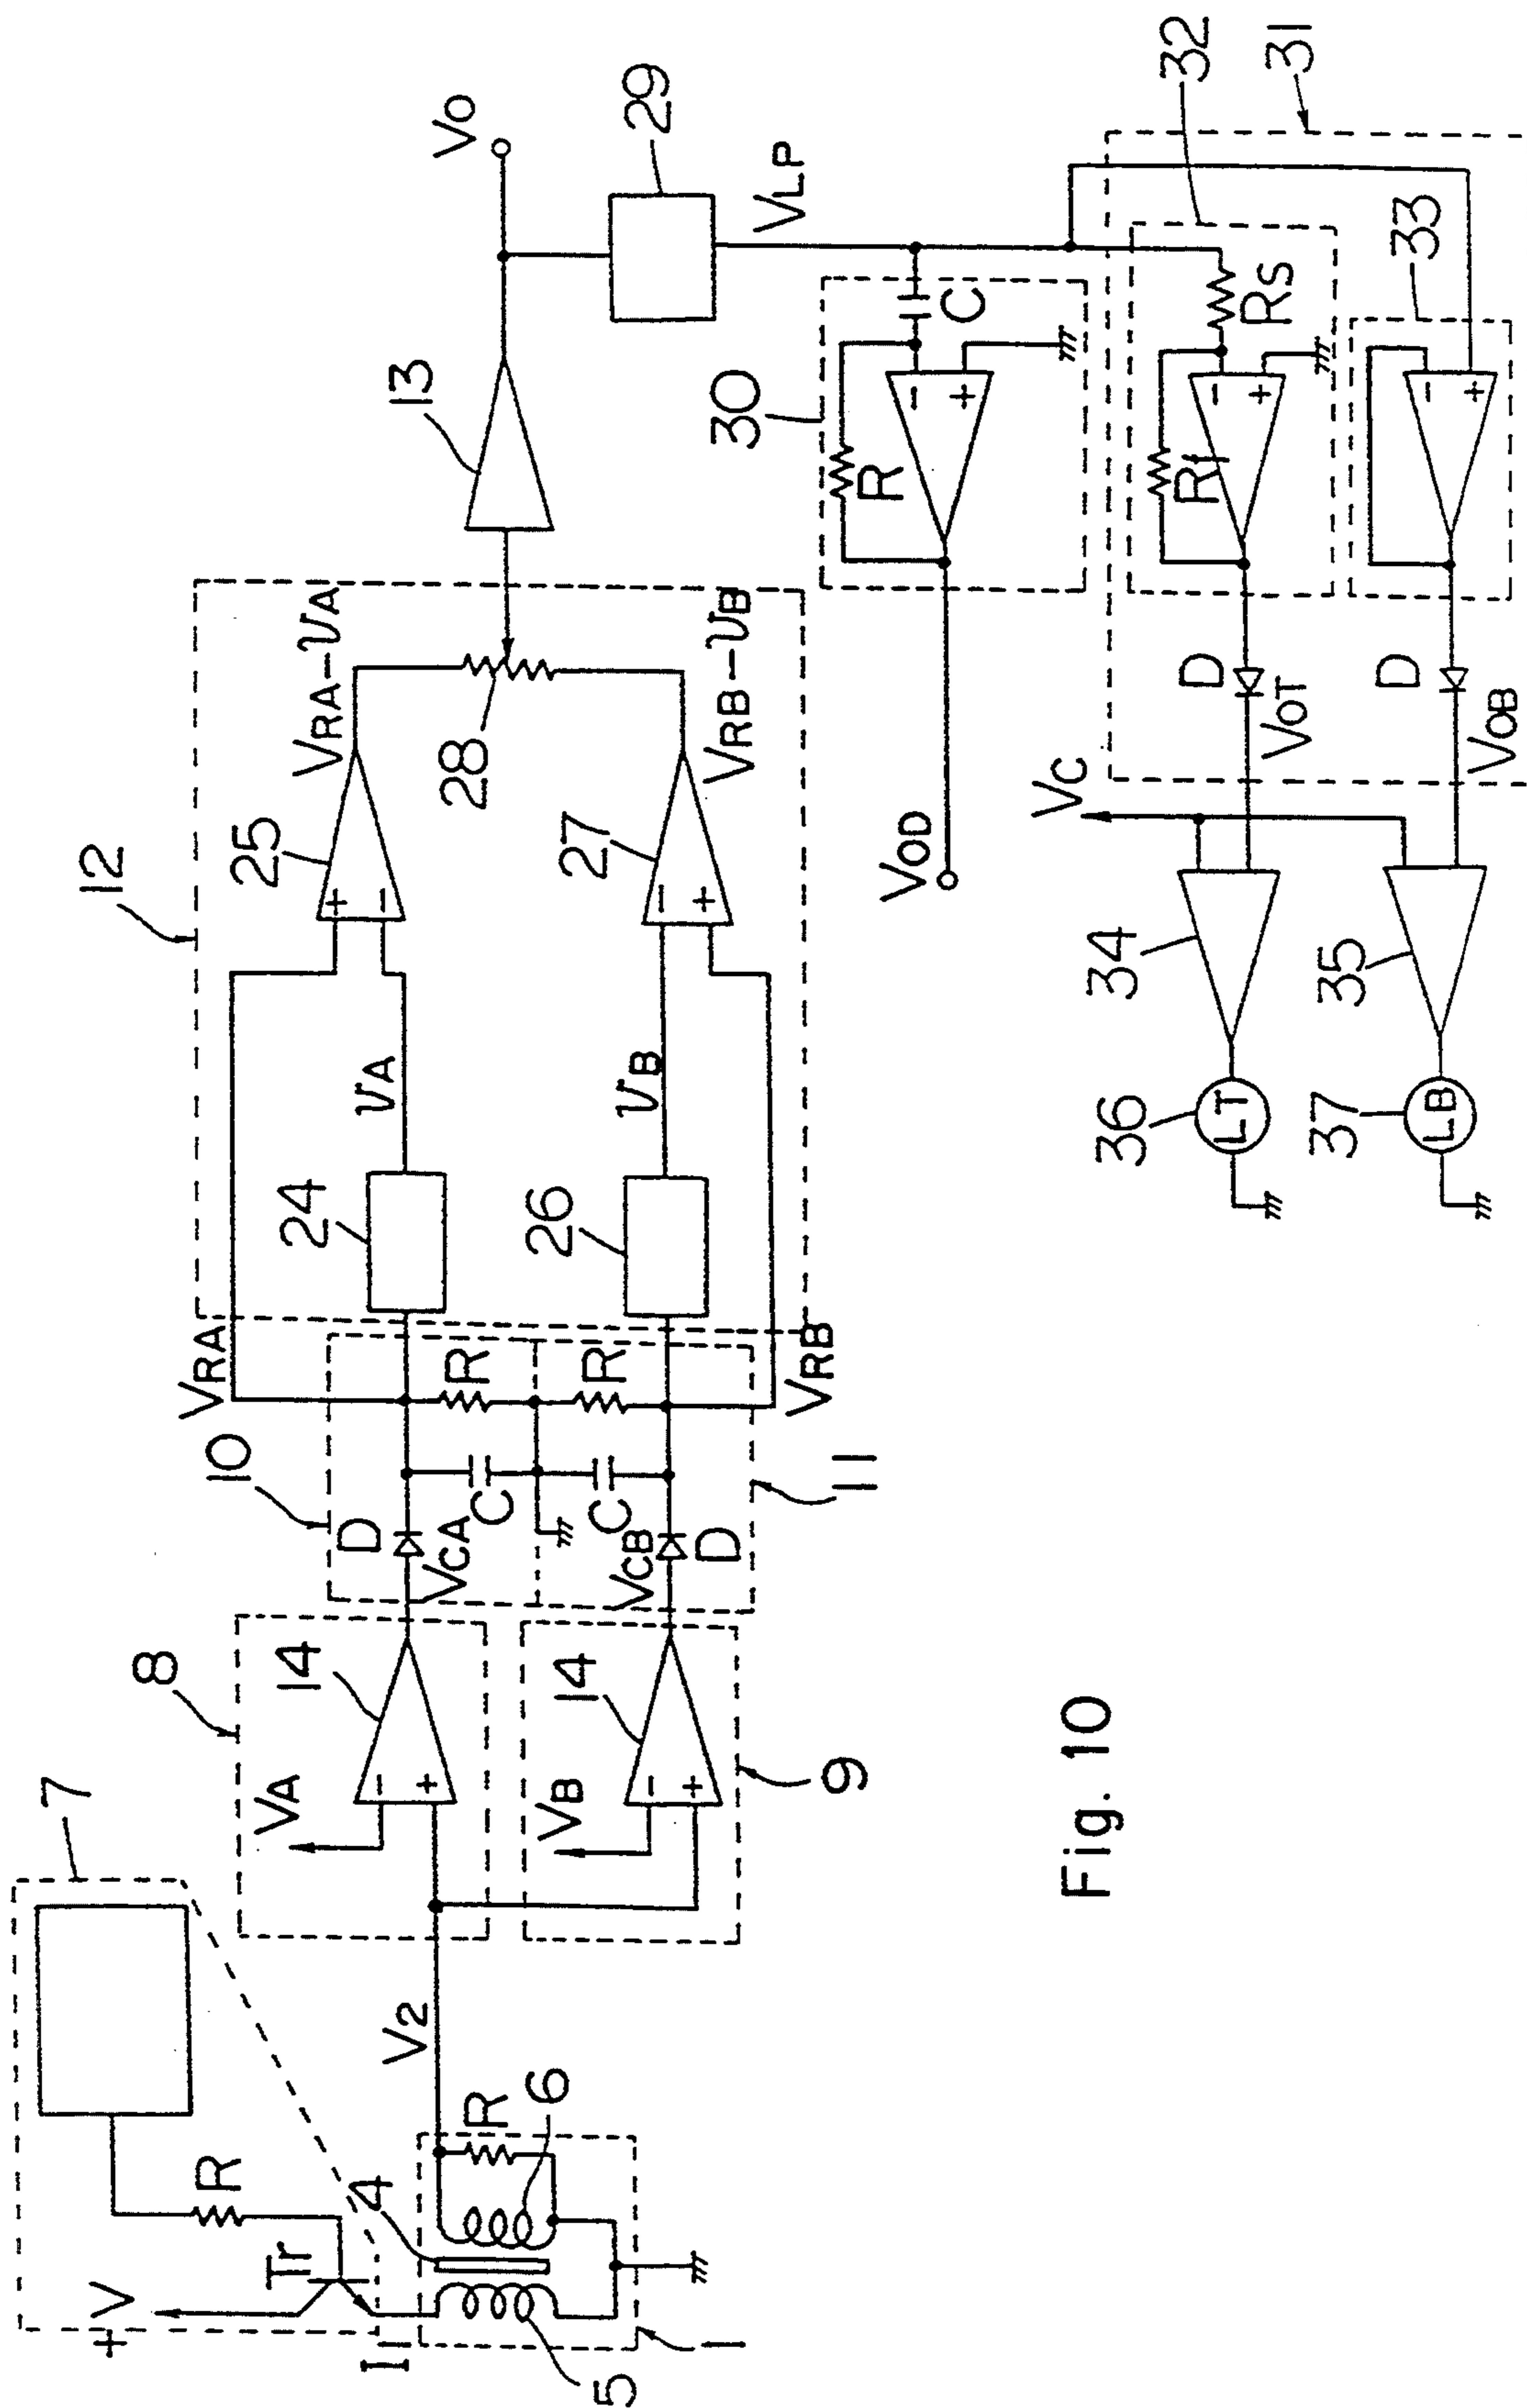 7
+V
Tr
R
I1
4
5
6
R
1
V2
8
VA
14
− +
VB
14
− +
9
10
D
VCA
C
R
VRA
VCB
D
C
R
VRB
11
12
24
vA
25
+ −
VRA−vA
28
26
vB
27
− +
VRB−vB
13
VO
29
VLP
30
R
C
− +
VOD
31
32
RS
Rf
− +
D
VOT
33
− +
D
VOB
VC
34
35
36
LT
37
LB
Fig. 10